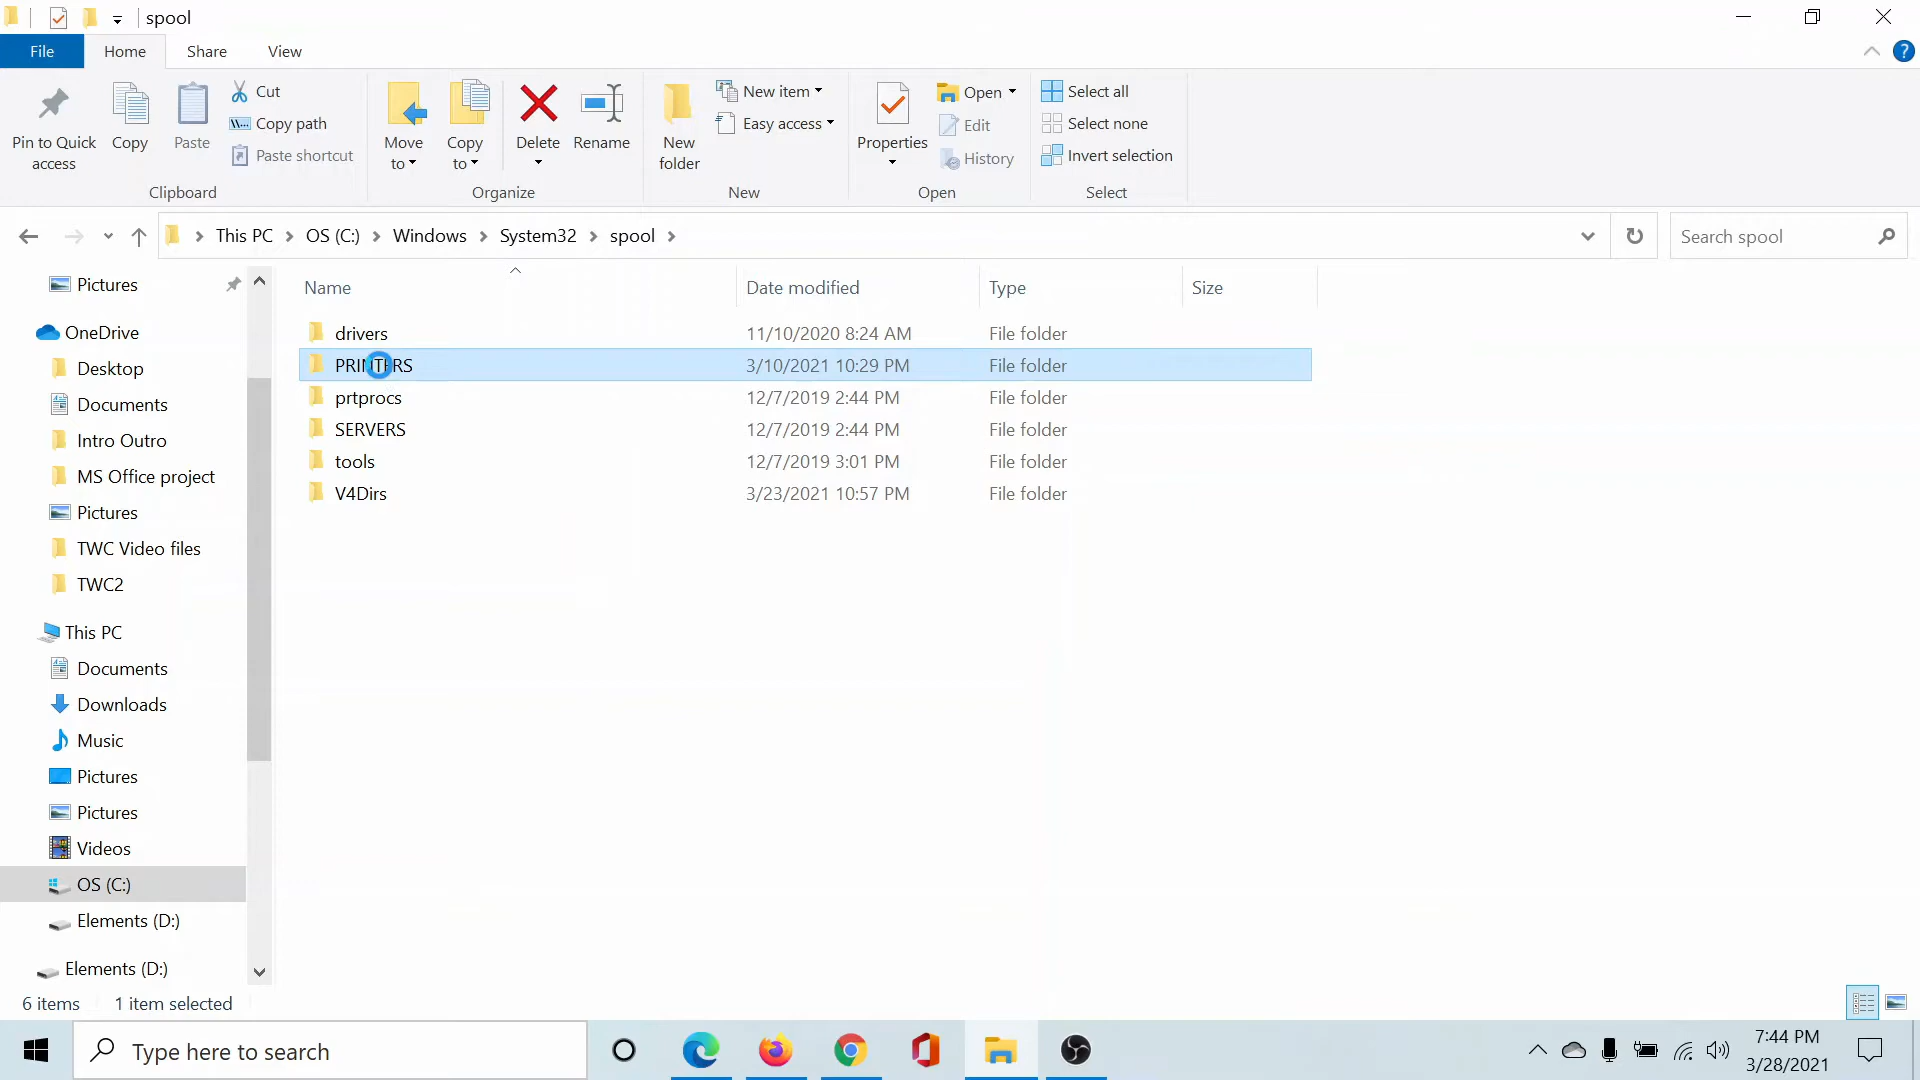 spool
File Home Share View
Pin to Quick access
Copy
Paste
Cut
Copy path
Paste shortcut
Clipboard
Move to
Copy to
Delete
Rename
Organize
New folder
New item
Easy access
New
Properties
Open
Edit
History
Open
Select all
Select none
Invert selection
Select
This PC OS (C:) Windows System32 spool
Search spool
Pictures
OneDrive
Desktop
Documents
Intro Outro
MS Office project
Pictures
TWC Video files
TWC2
This PC
Documents
Downloads
Music
Pictures
Pictures
Videos
OS (C:)
Elements (D:)
Elements (D:)
Name Date modified Type Size
drivers 11/10/2020 8:24 AM File folder
PRINTERS 3/10/2021 10:29 PM File folder
prtprocs 12/7/2019 2:44 PM File folder
SERVERS 12/7/2019 2:44 PM File folder
tools 12/7/2019 3:01 PM File folder
V4Dirs 3/23/2021 10:57 PM File folder
6 items 1 item selected
Type here to search
7:44 PM
3/28/2021